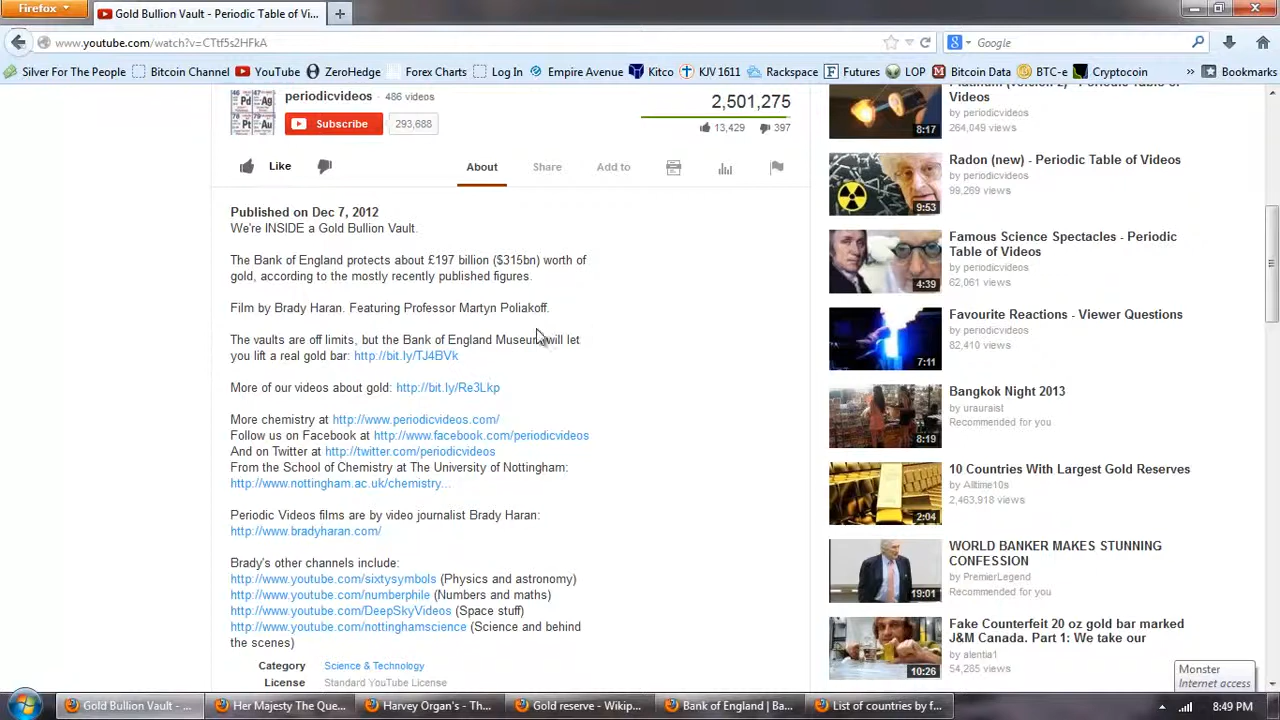 Firefox
Gold Bullion Vault - Periodic Table of Vi...
www.youtube.com/watch?v=CTtf5s2HFkA
Google
Silver For The People
Bitcoin Channel
YouTube
ZeroHedge
Forex Charts
Log In
Empire Avenue
Kitco
KJV 1611
Rackspace
Futures
LOP
Bitcoin Data
BTC-e
Cryptocoin
»
Bookmarks
46 47
Pd Ag
Pt Au
periodicvideos · 486 videos
Subscribe 293,688
2,501,275
13,429 397
Like
About Share Add to
Published on Dec 7, 2012
We're INSIDE a Gold Bullion Vault.
The Bank of England protects about £197 billion ($315bn) worth of
gold, according to the mostly recently published figures.
Film by Brady Haran. Featuring Professor Martyn Poliakoff.
The vaults are off limits, but the Bank of England Museum will let
you lift a real gold bar: http://bit.ly/TJ4BVk
More of our videos about gold: http://bit.ly/Re3Lkp
More chemistry at http://www.periodicvideos.com/
Follow us on Facebook at http://www.facebook.com/periodicvideos
And on Twitter at http://twitter.com/periodicvideos
From the School of Chemistry at The University of Nottingham:
http://www.nottingham.ac.uk/chemistry...
Periodic Videos films are by video journalist Brady Haran:
http://www.bradyharan.com/
Brady's other channels include:
http://www.youtube.com/sixtysymbols (Physics and astronomy)
http://www.youtube.com/numberphile (Numbers and maths)
http://www.youtube.com/DeepSkyVideos (Space stuff)
http://www.youtube.com/nottinghamscience (Science and behind
the scenes)
Category Science & Technology
License Standard YouTube License
Platinum (version 2) - Periodic Table of
Videos
by periodicvideos
264,049 views
8:17
Radon (new) - Periodic Table of Videos
by periodicvideos
99,269 views
9:53
Famous Science Spectacles - Periodic
Table of Videos
by periodicvideos
62,061 views
4:39
Favourite Reactions - Viewer Questions
by periodicvideos
82,410 views
7:11
Bangkok Night 2013
by urauraist
Recommended for you
8:19
10 Countries With Largest Gold Reserves
by Alltime10s
2,463,918 views
2:04
WORLD BANKER MAKES STUNNING
CONFESSION
by PremierLegend
Recommended for you
19:01
Fake Counterfeit 20 oz gold bar marked
J&M Canada. Part 1: We take our
by alentia1
54,285 views
10:26
Monster
Internet access
Gold Bullion Vault - ...
Her Majesty The Que...
Harvey Organ's - Th...
Gold reserve - Wikip...
Bank of England | Ba...
List of countries by f...
8:49 PM